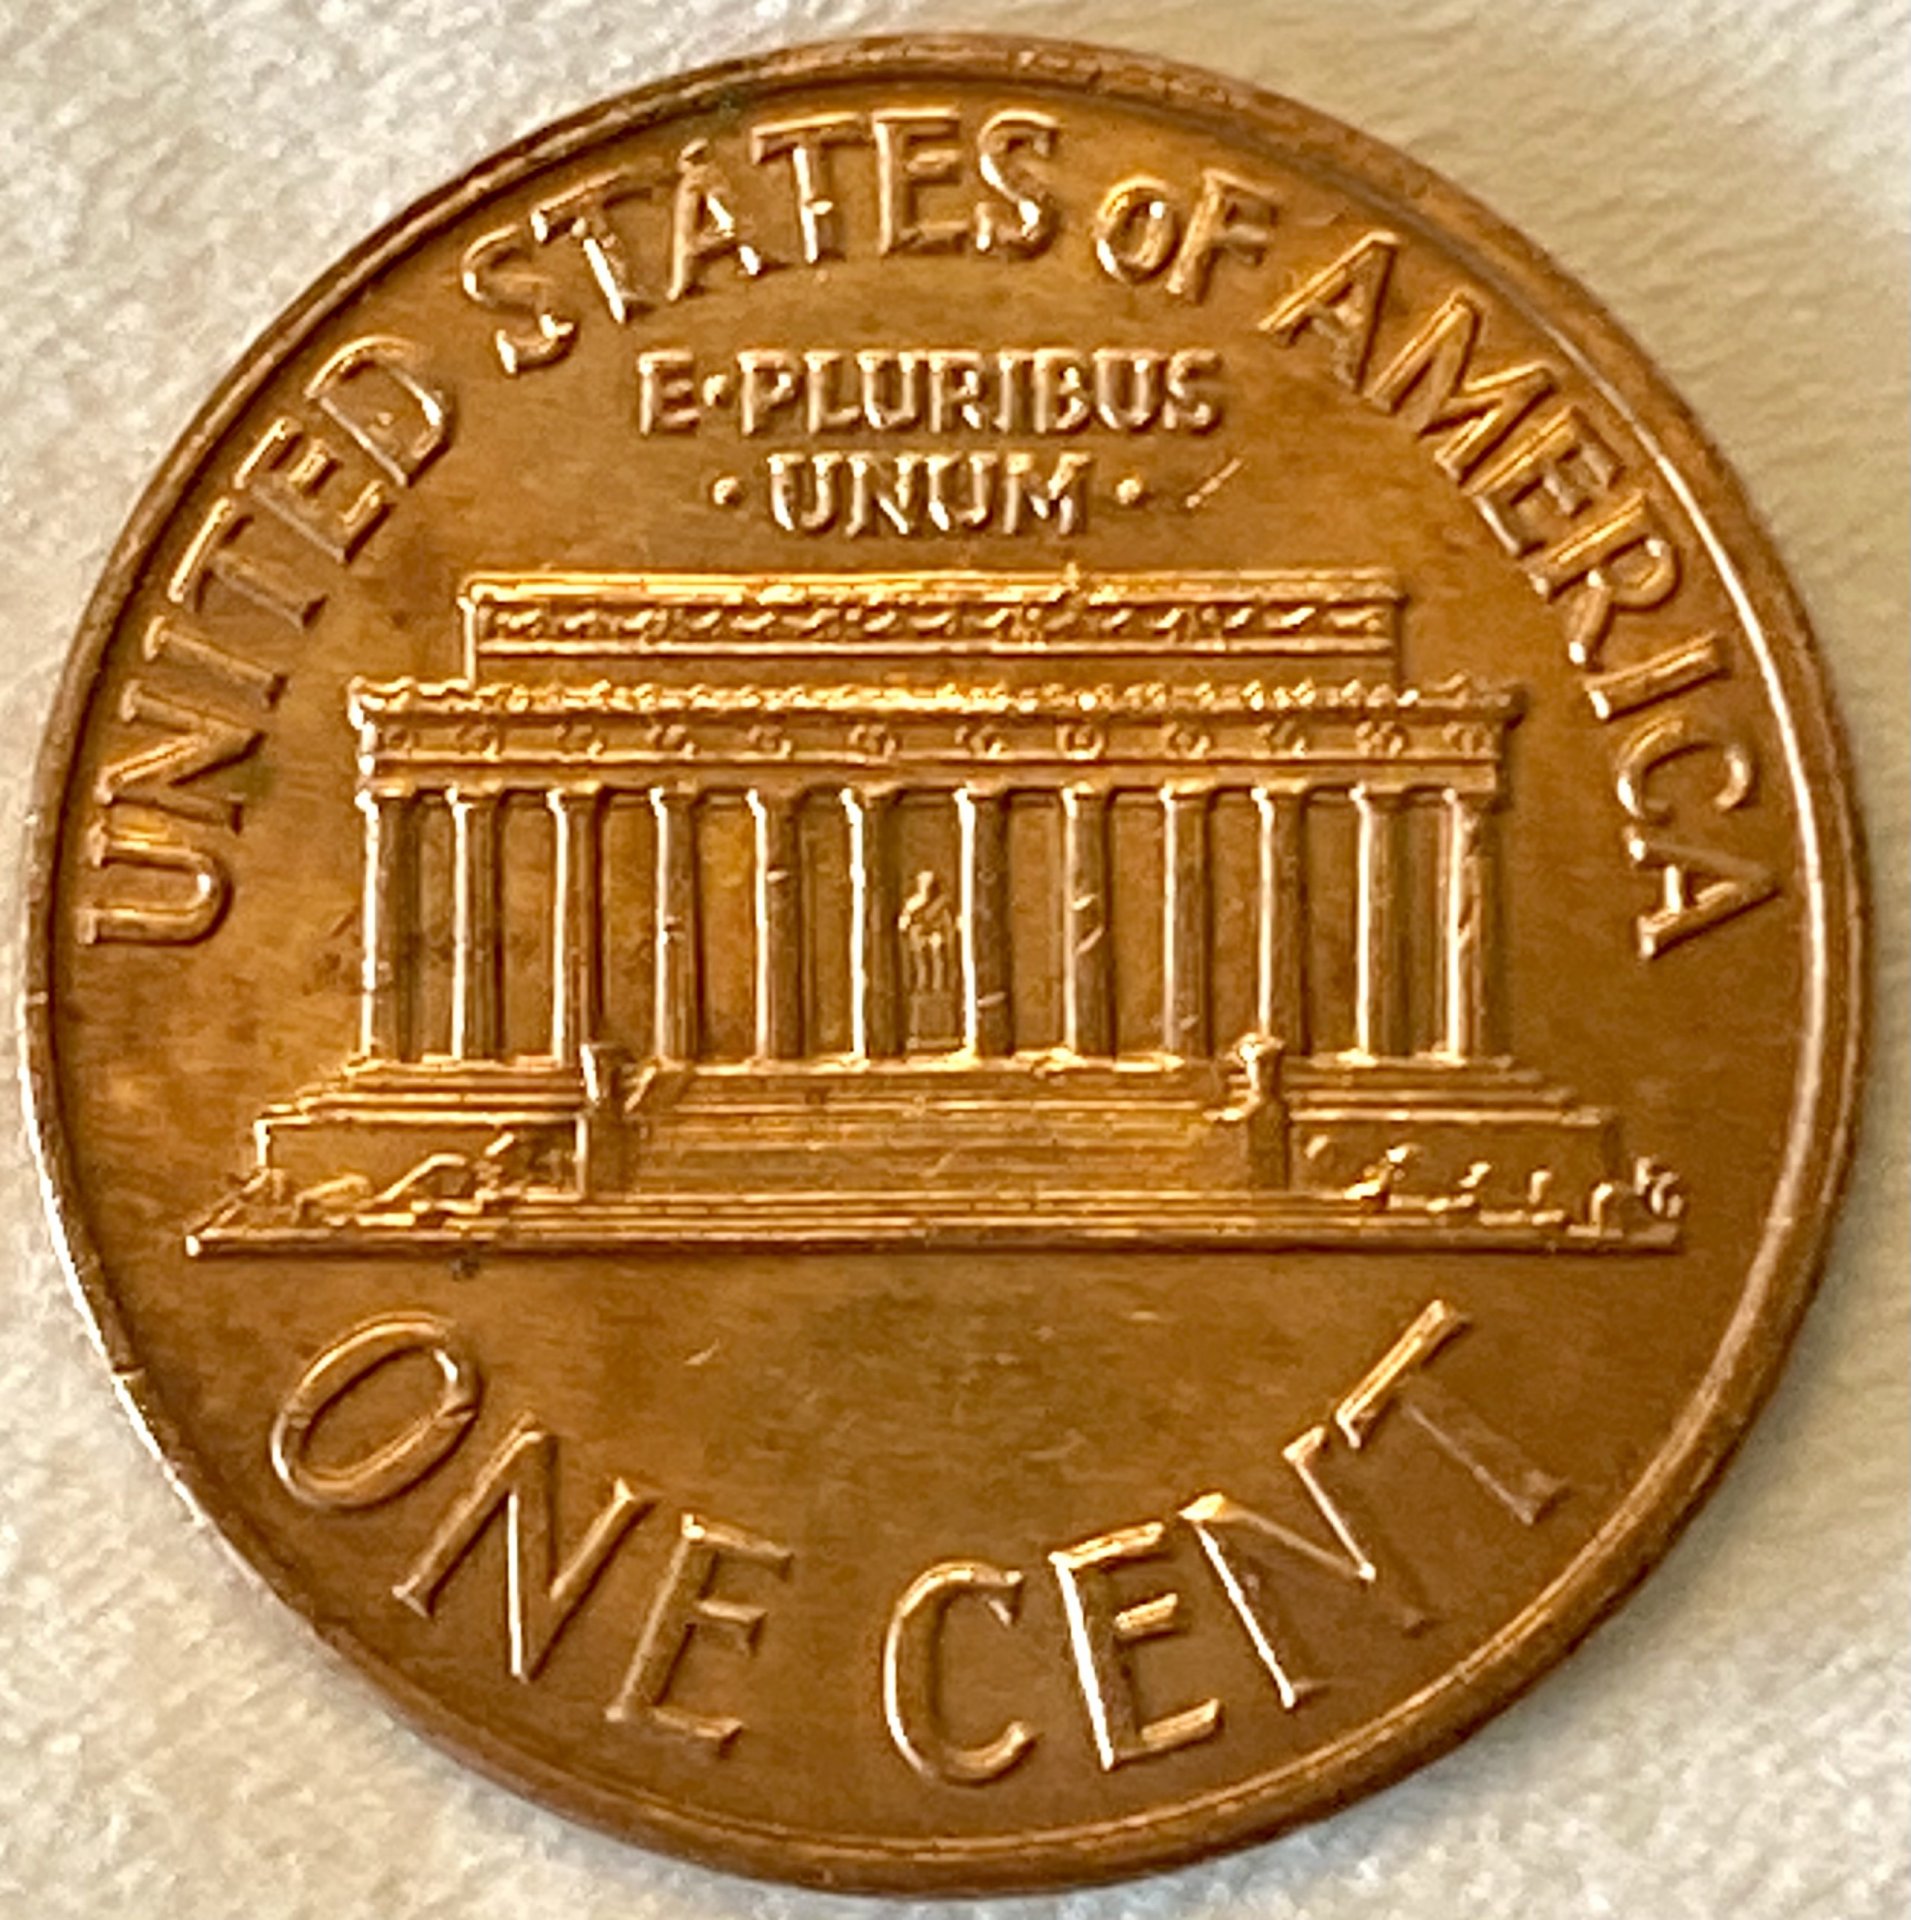 UNITED STATES OF AMERICA
E·PLURIBUS
·UNUM·
ONE CENT